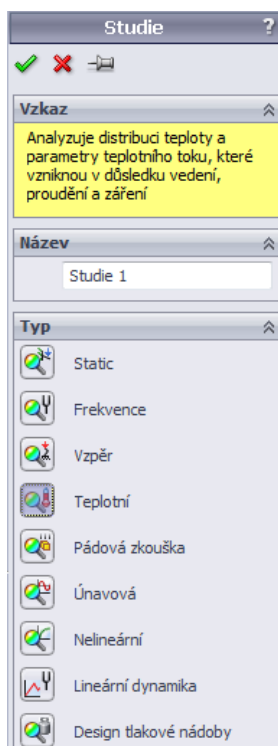 Studie ?
Vzkaz
Analyzuje distribuci teploty a
parametry teplotního toku, které
vzniknou v důsledku vedení,
proudění a záření
Název
Studie 1
Typ
Static
Frekvence
Vzpěr
Teplotní
Pádová zkouška
Únavová
Nelineární
Lineární dynamika
Design tlakové nádoby